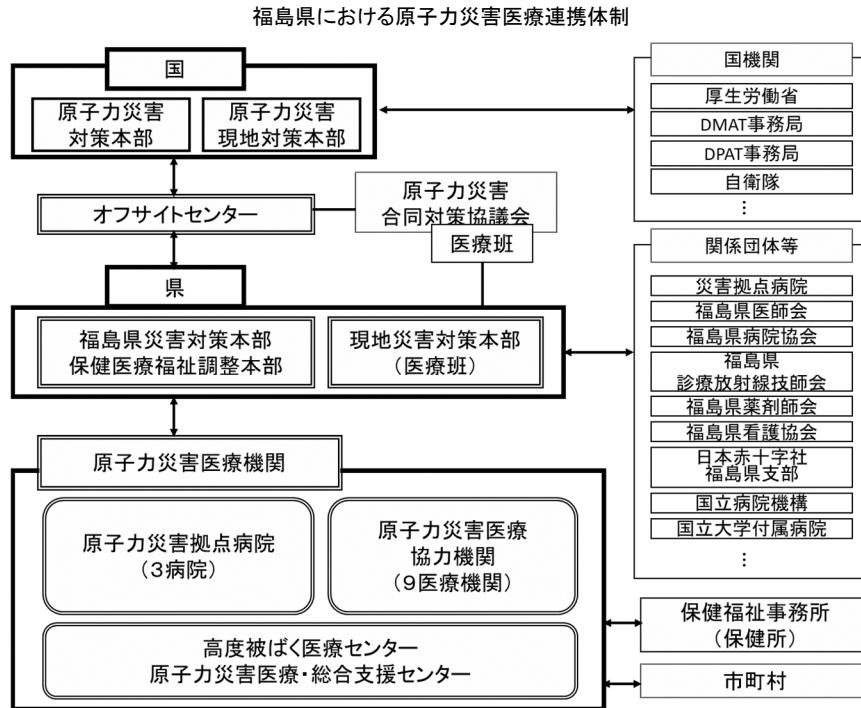 福島県における原子力災害医療連携体制
国
原子力災害
対策本部
原子力災害
現地対策本部
オフサイトセンター
原子力災害
合同対策協議会
医療班
県
福島県災害対策本部
保健医療福祉調整本部
現地災害対策本部
(医療班)
原子力災害医療機関
原子力災害拠点病院
(3病院)
原子力災害医療
協力機関
(9医療機関)
高度被ばく医療センター
原子力災害医療・総合支援センター
国機関
厚生労働省
DMAT事務局
DPAT事務局
自衛隊
⋮
関係団体等
災害拠点病院
福島県医師会
福島県病院協会
福島県
診療放射線技師会
福島県薬剤師会
福島県看護協会
日本赤十字社
福島県支部
国立病院機構
国立大学付属病院
⋮
保健福祉事務所
(保健所)
市町村